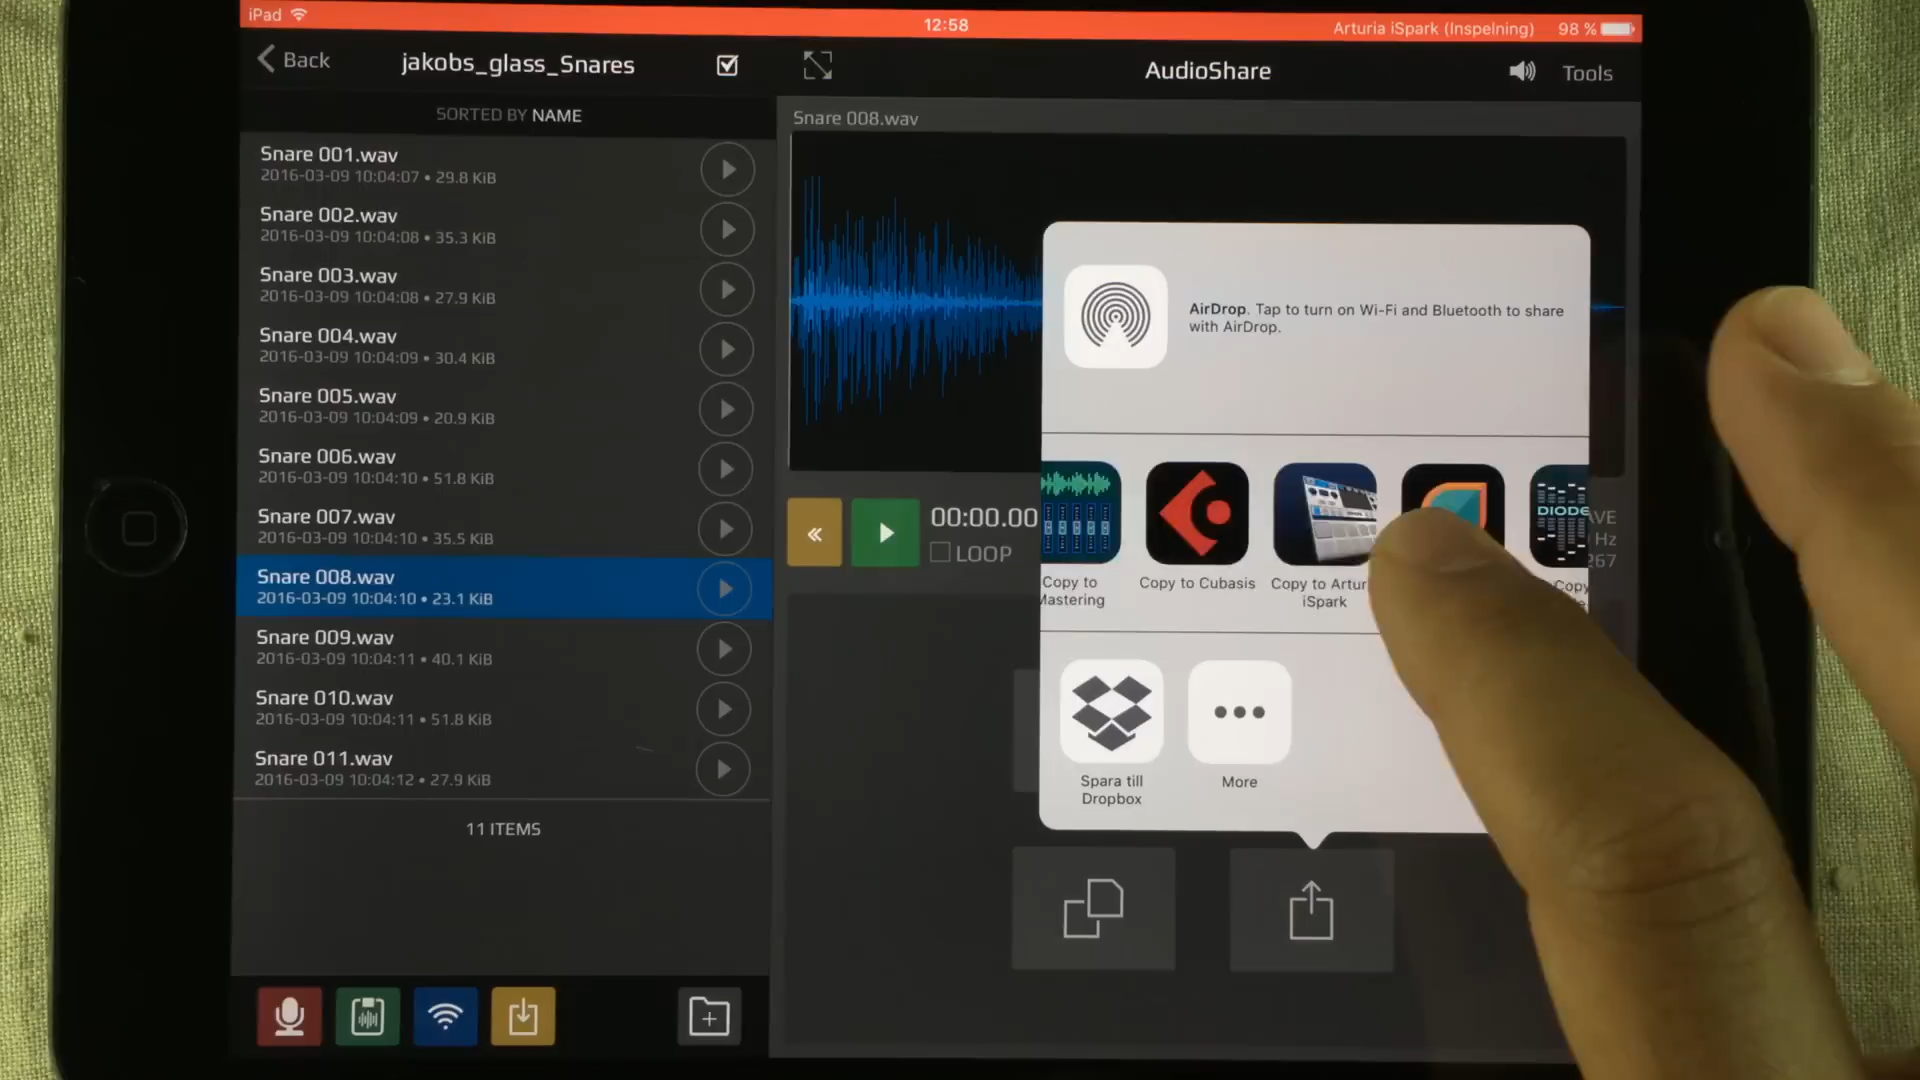 iPad
12:58
Arturia iSpark (Inspelning) 98 %
Back
jakobs_glass_Snares
AudioShare
Tools
SORTED BY NAME
Snare 001.wav
2016-03-09 10:04:07 • 29.8 KiB
Snare 002.wav
2016-03-09 10:04:08 • 35.3 KiB
Snare 003.wav
2016-03-09 10:04:08 • 27.9 KiB
Snare 004.wav
2016-03-09 10:04:09 • 30.4 KiB
Snare 005.wav
2016-03-09 10:04:09 • 20.9 KiB
Snare 006.wav
2016-03-09 10:04:10 • 51.8 KiB
Snare 007.wav
2016-03-09 10:04:10 • 35.5 KiB
Snare 008.wav
2016-03-09 10:04:10 • 23.1 KiB
Snare 009.wav
2016-03-09 10:04:11 • 40.1 KiB
Snare 010.wav
2016-03-09 10:04:11 • 51.8 KiB
Snare 011.wav
2016-03-09 10:04:12 • 27.9 KiB
11 ITEMS
Snare 008.wav
AirDrop. Tap to turn on Wi-Fi and Bluetooth to share
with AirDrop.
00:00.00
LOOP
DIODE
AVE
Hz
267
Copy to
Mastering
Copy to Cubasis
Copy to Artur
iSpark
Copy
Spara till
Dropbox
More